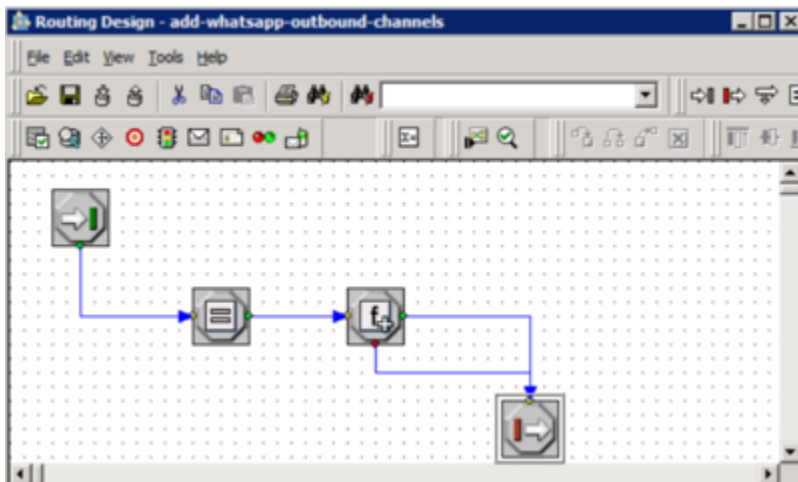 Routing Design - add-whatsapp-outbound-channels
File Edit View Tools Help
f